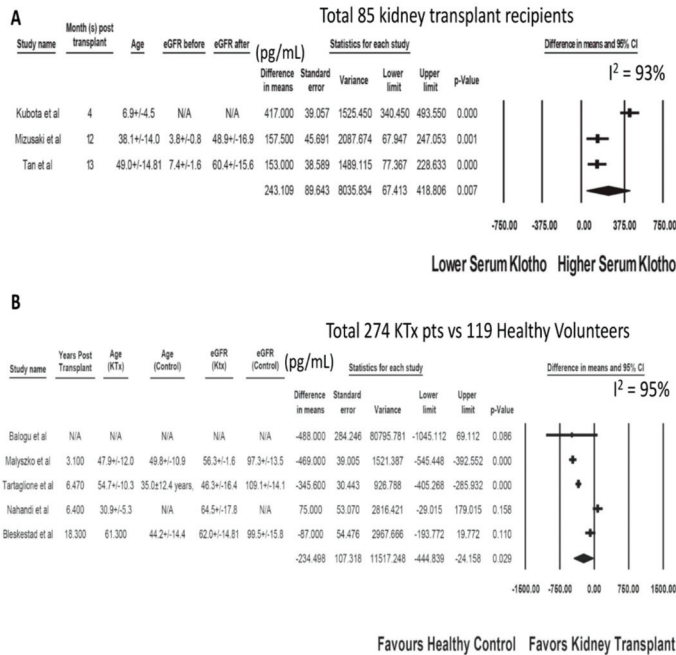 A
Total 85 kidney transplant recipients
Study name Month (s) post transplant Age eGFR before eGFR after (pg/mL) Statistics for each study Difference in means and 95% CI
Difference in means Standard error Variance Lower limit Upper limit p-Value
I2 = 93%
Kubota et al 4 6.9+/-4.5 N/A N/A 417.000 39.057 1525.450 340.450 493.550 0.000
Mizusaki et al 12 38.1+/-14.0 3.8+/-0.8 48.9+/-16.9 157.500 45.691 2087.674 67.947 247.053 0.001
Tan et al 13 49.0+/-14.81 7.4+/-1.6 60.4+/-15.6 153.000 38.589 1489.115 77.367 228.633 0.000
243.109 89.643 8035.834 67.413 418.806 0.007
-750.00 -375.00 0.00 375.00 750.00
Lower Serum Klotho Higher Serum Klotho
B
Total 274 KTx pts vs 119 Healthy Volunteers
Study name Years Post Transplant Age (KTx) Age (Control) eGFR (Ktx) eGFR (Control) (pg/mL) Statistics for each study Difference in means and 95% CI
Difference in means Standard error Variance Lower limit Upper limit p-Value
I2 = 95%
Balogu et al N/A N/A N/A N/A N/A -488.000 284.246 80795.781 -1045.112 69.112 0.086
Malyszko et al 3.100 47.9+/-12.0 49.8+/-10.9 56.3+/-1.6 97.3+/-13.5 -469.000 39.005 1521.387 -545.448 -392.552 0.000
Tartaglione et al 6.470 54.7+/-10.3 35.0±12.4 years, 46.3+/-16.4 109.1+/-14.1 -345.600 30.443 926.788 -405.268 -285.932 0.000
Nahandi et al 6.400 30.9+/-5.3 N/A 64.5+/-17.8 N/A 75.000 53.070 2816.421 -29.015 179.015 0.158
Bleskestad et al 18.300 61.300 44.2+/-14.4 62.0+/-14.81 99.5+/-15.8 -87.000 54.476 2967.666 -193.772 19.772 0.110
-234.498 107.318 11517.248 -444.839 -24.158 0.029
-1500.00 -750.00 0.00 750.00 1500.00
Favours Healthy Control Favors Kidney Transplant